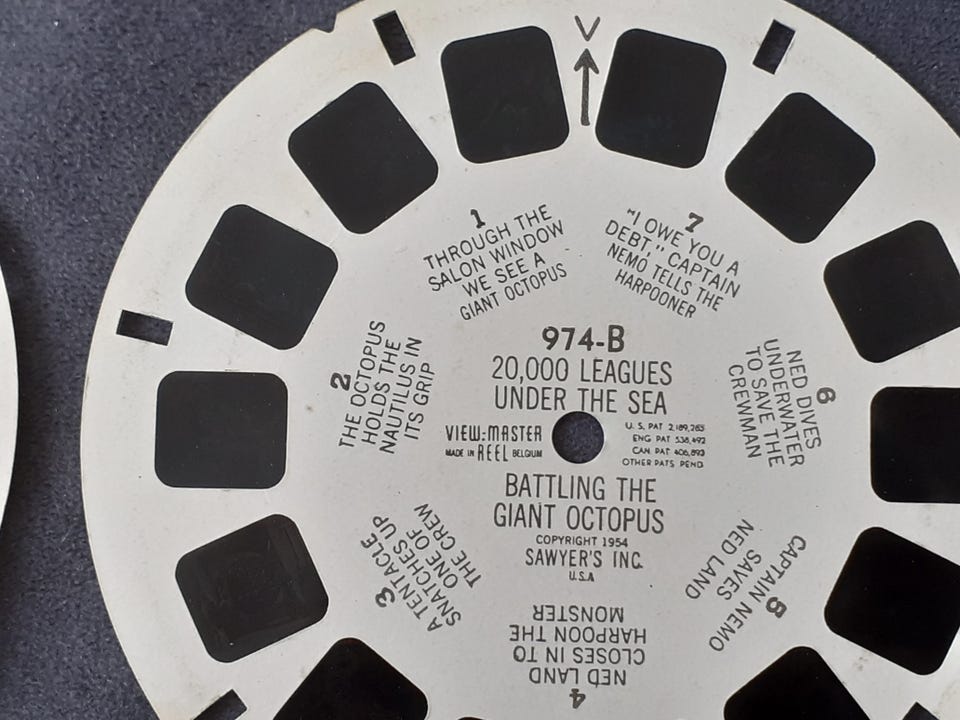 V
1
THROUGH THE
SALON WINDOW
WE SEE A
GIANT OCTOPUS
7
"I OWE YOU A
DEBT," CAPTAIN
NEMO TELLS THE
HARPOONER
974-B
20,000 LEAGUES
UNDER THE SEA
VIEW-MASTER
MADE IN REEL BELGIUM
U.S. PAT 2,189,285
ENG PAT 538,492
CAN PAT 406,893
OTHER PATS PEND
BATTLING THE
GIANT OCTOPUS
COPYRIGHT 1954
SAWYER'S INC.
U.S.A
2
THE OCTOPUS
HOLDS THE
NAUTILUS IN
ITS GRIP
3
A TENTACLE
SNATCHES UP
ONE OF
THE CREW
4
NED LAND
CLOSES IN TO
HARPOON THE
MONSTER
5
CAPTAIN NEMO
SAVES
NED LAND
6
NED DIVES
UNDERWATER
TO SAVE THE
CREWMAN